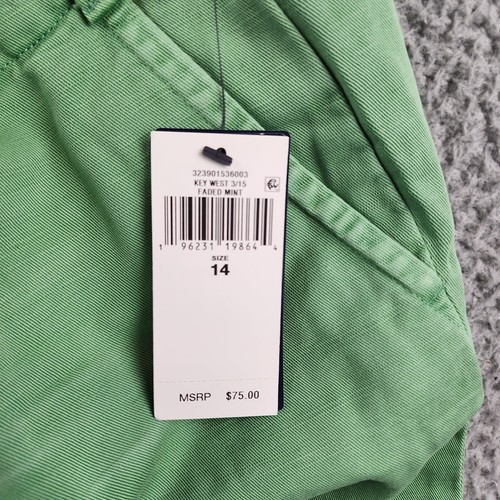 323901536003
KEY WEST 3/15
FADED MINT
1 96231 19864 4
SIZE
14
MSRP $75.00